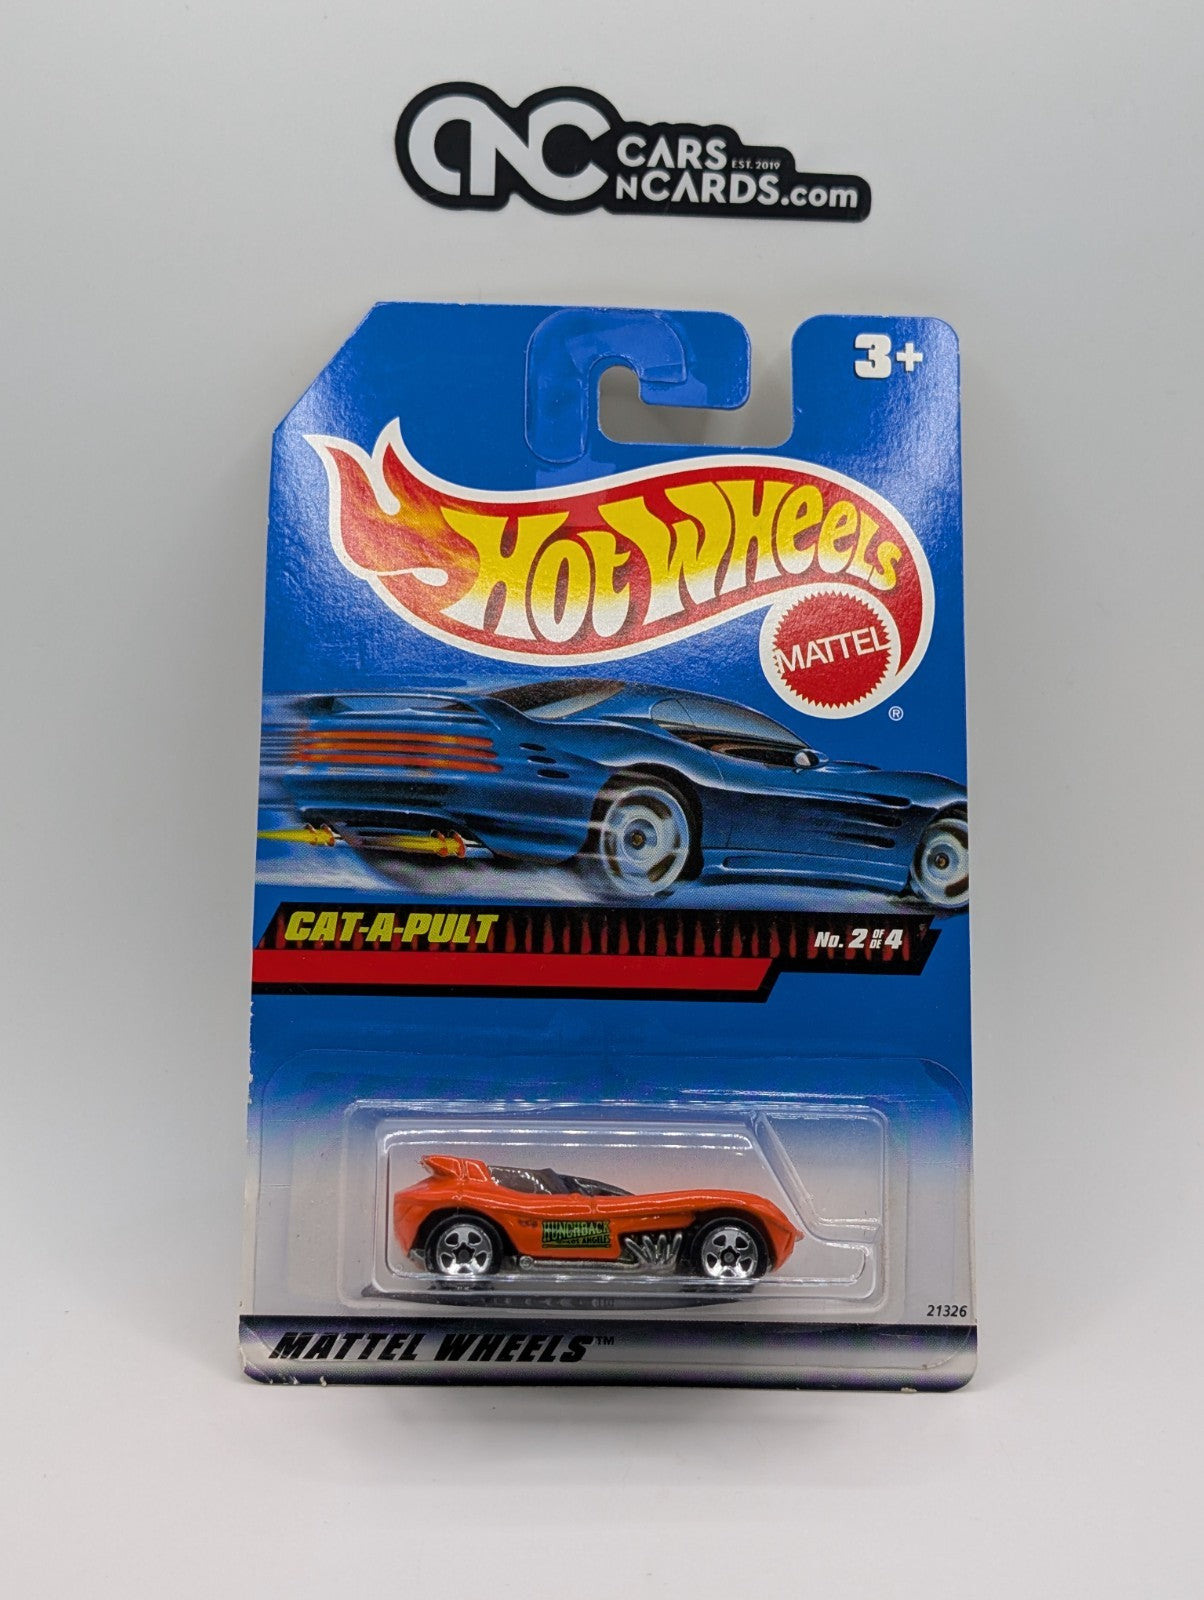 CNC
CARS EST. 2019
NCARDS.com
3+
HOT WHEELS
MATTEL
®
CAT-A-PULT
No. 2 OF DE 4
HUNCHBACK
LOS ANGELES
21326
MATTEL WHEELS™